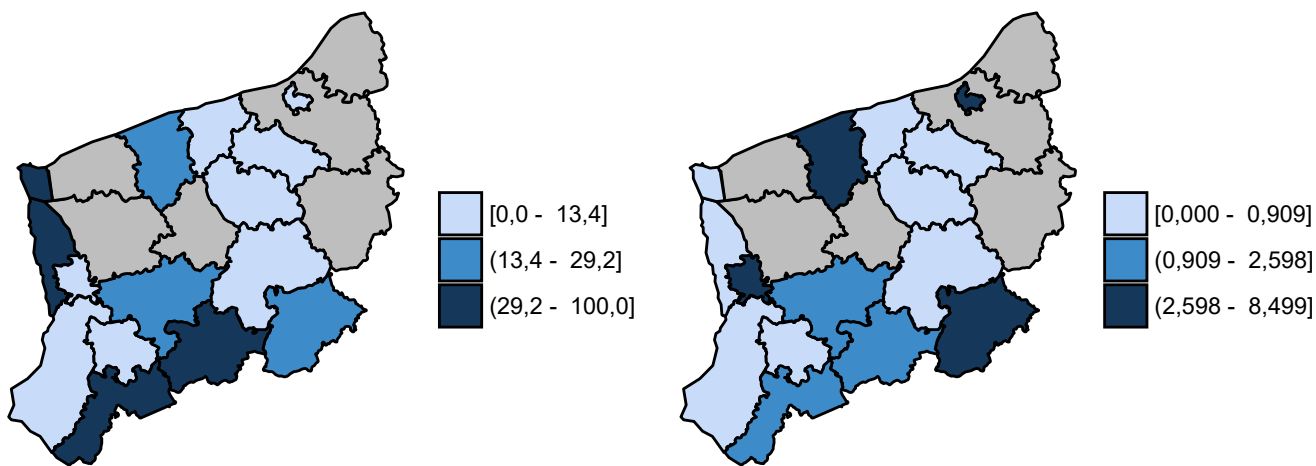 [0,0 - 13,4]
(13,4 - 29,2]
(29,2 - 100,0]
[0,000 - 0,909]
(0,909 - 2,598]
(2,598 - 8,499]